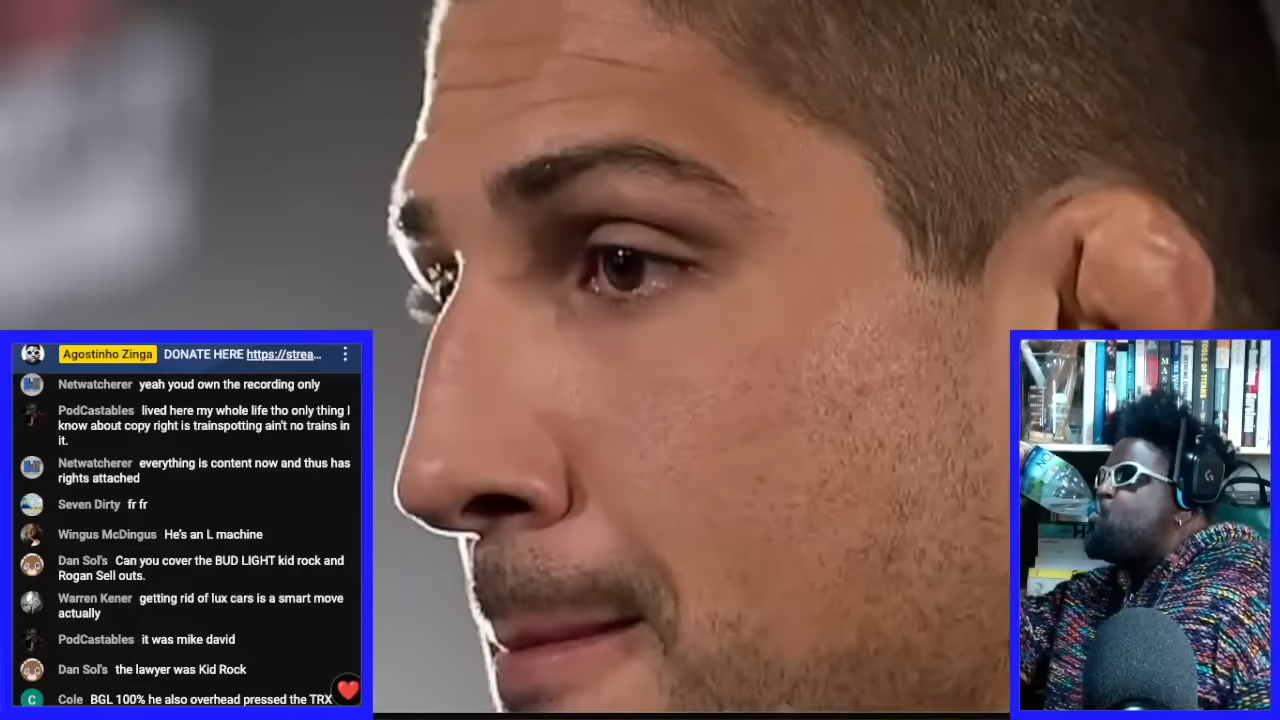 Agostinho Zinga DONATE HERE https://strea...
Netwatcherer yeah youd own the recording only
PodCastables lived here my whole life tho only thing I
know about copy right is trainspotting ain't no trains in
it.
Netwatcherer everything is content now and thus has
rights attached
Seven Dirty fr fr
Wingus McDingus He's an L machine
Dan Sol's Can you cover the BUD LIGHT kid rock and
Rogan Sell outs.
Warren Kener getting rid of lux cars is a smart move
actually
PodCastables it was mike david
Dan Sol's the lawyer was Kid Rock
C Cole BGL 100% he also overhead pressed the TRX